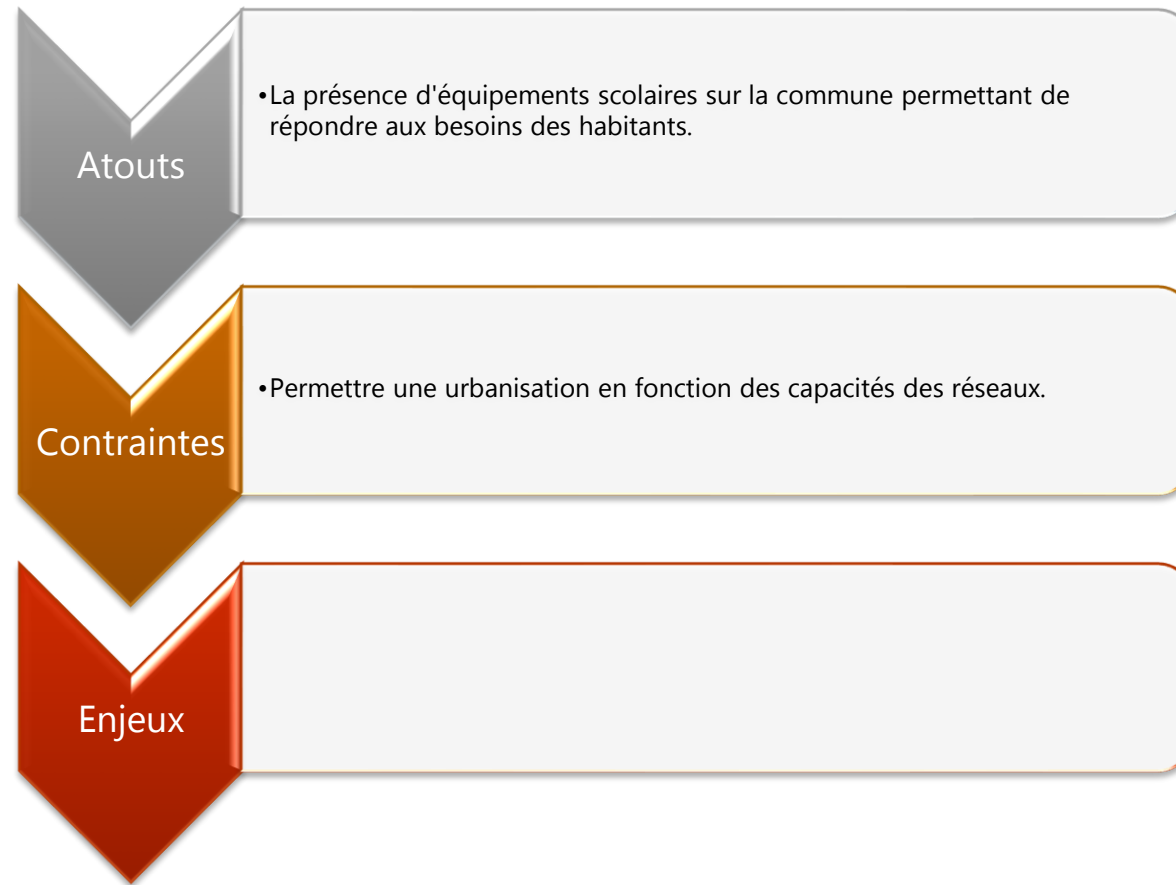 Atouts
•La présence d'équipements scolaires sur la commune permettant de
répondre aux besoins des habitants.
Contraintes
•Permettre une urbanisation en fonction des capacités des réseaux.
Enjeux